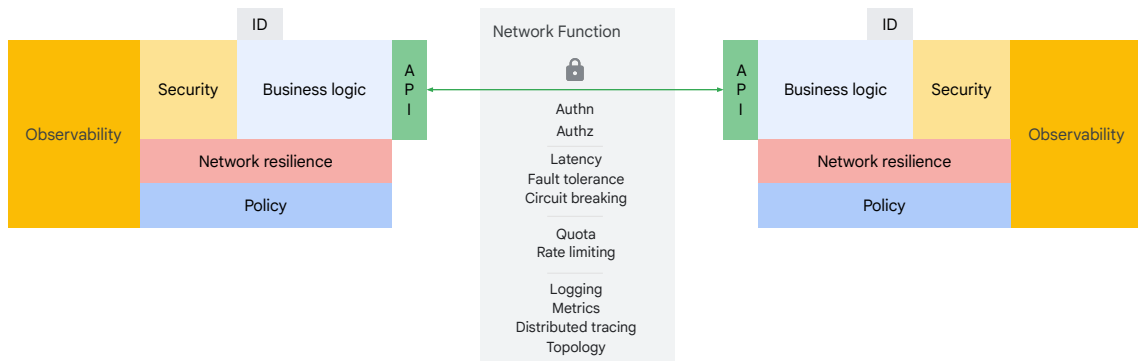 ID
Observability
Security
Business logic
A
P
I
Network resilience
Policy
Network Function
Authn
Authz
Latency
Fault tolerance
Circuit breaking
Quota
Rate limiting
Logging
Metrics
Distributed tracing
Topology
ID
A
P
I
Business logic
Security
Observability
Network resilience
Policy